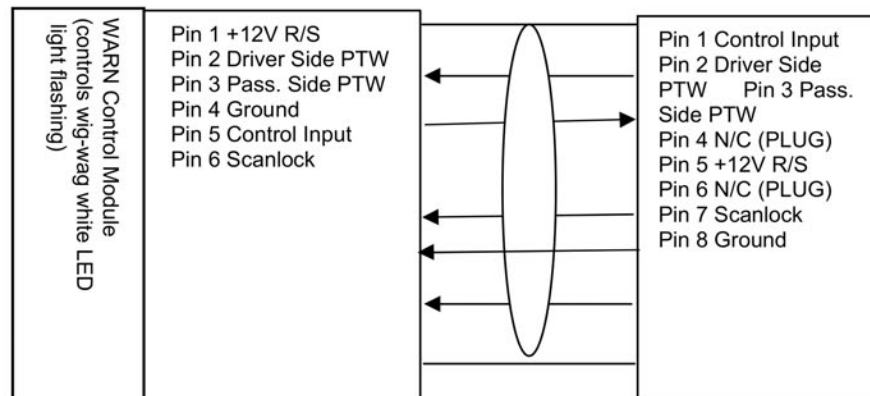 WARN Control Module
(controls wig-wag white LED
light flashing)
Pin 1 +12V R/S
Pin 2 Driver Side PTW
Pin 3 Pass. Side PTW
Pin 4 Ground
Pin 5 Control Input
Pin 6 Scanlock
Pin 1 Control Input
Pin 2 Driver Side
PTW Pin 3 Pass.
Side PTW
Pin 4 N/C (PLUG)
Pin 5 +12V R/S
Pin 6 N/C (PLUG)
Pin 7 Scanlock
Pin 8 Ground